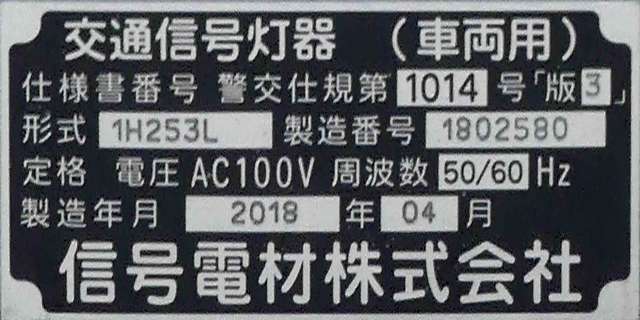 交通信号灯器 （車両用）
仕様書番号 警交仕規第 1014 号「版3」
形式 1H253L 製造番号 1802580
定格 電圧 AC100V 周波数 50/60 Hz
製造年月 2018 年 04 月
信号電材株式会社